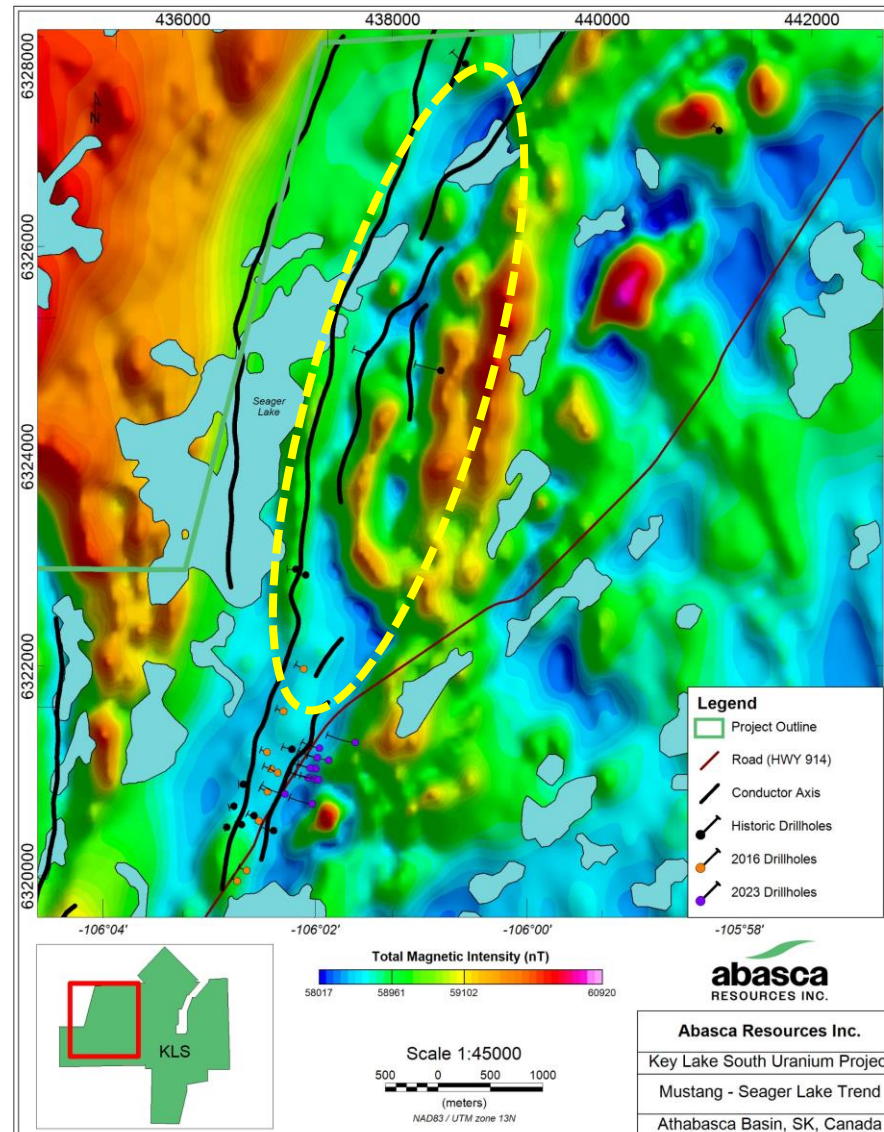 436000 438000 440000 442000
6328000
6326000
6324000
6322000
6320000
N
Seager
Lake
Legend
Project Outline
Road (HWY 914)
Conductor Axis
Historic Drillholes
2016 Drillholes
2023 Drillholes
-106°04' -106°02' -106°00' -105°58'
KLS
Total Magnetic Intensity (nT)
58017 58961 59102 60920
Scale 1:45000
500 0 500 1000
(meters)
NAD83 / UTM zone 13N
abasca
RESOURCES INC.
Abasca Resources Inc.
Key Lake South Uranium Projec
Mustang - Seager Lake Trend
Athabasca Basin, SK, Canada